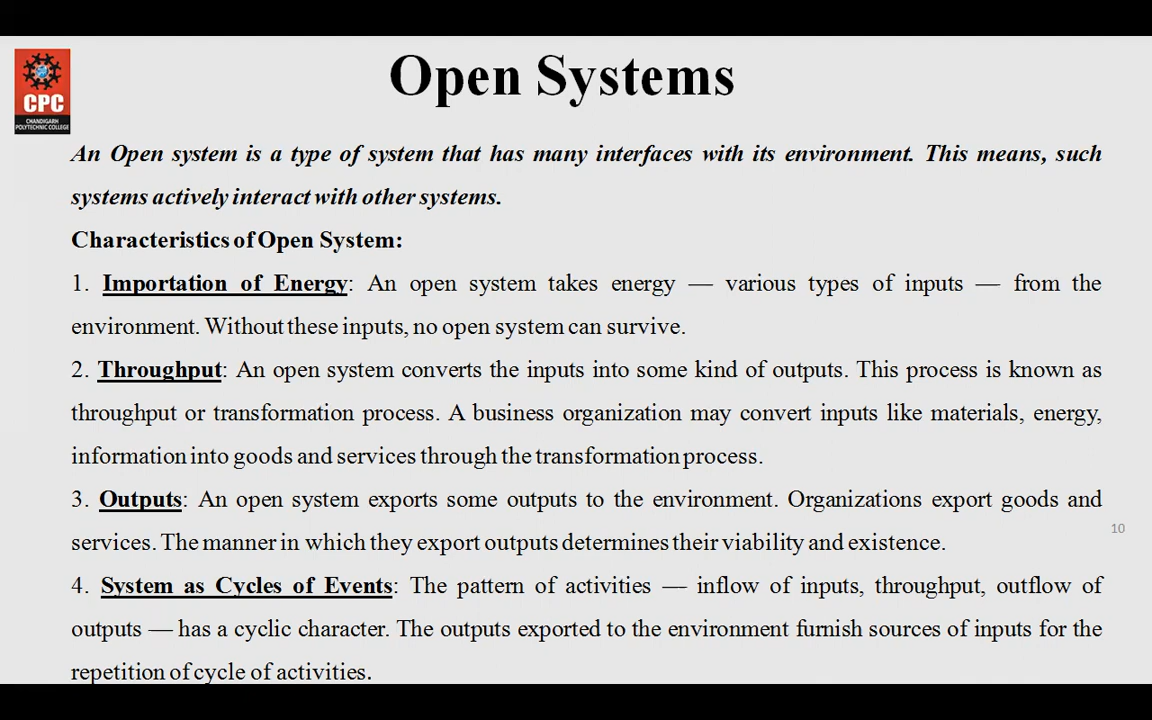 CPC
CHANDIGARH
POLYTECHNIC COLLEGE
Open Systems
An Open system is a type of system that has many interfaces with its environment. This means, such
systems actively interact with other systems.
Characteristics of Open System:
1. Importation of Energy: An open system takes energy — various types of inputs — from the
environment. Without these inputs, no open system can survive.
2. Throughput: An open system converts the inputs into some kind of outputs. This process is known as
throughput or transformation process. A business organization may convert inputs like materials, energy,
information into goods and services through the transformation process.
3. Outputs: An open system exports some outputs to the environment. Organizations export goods and
services. The manner in which they export outputs determines their viability and existence.
10
4. System as Cycles of Events: The pattern of activities — inflow of inputs, throughput, outflow of
outputs — has a cyclic character. The outputs exported to the environment furnish sources of inputs for the
repetition of cycle of activities.